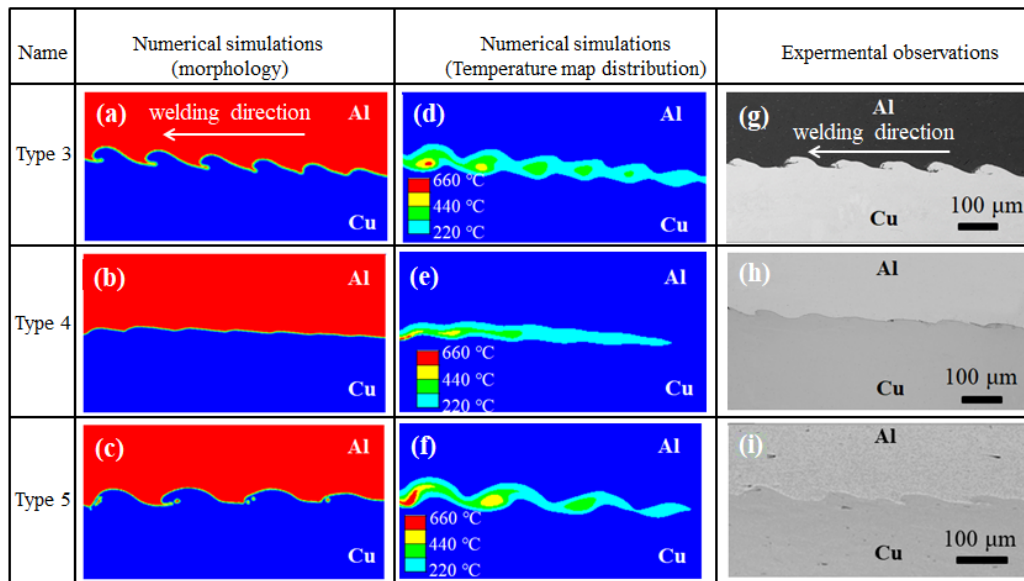 Name
Numerical simulations
(morphology)
Numerical simulations
(Temperature map distribution)
Expermental observations
Type 3
(a)
welding direction
Al
Cu
(d)
Al
660 ℃
440 ℃
220 ℃
Cu
(g)
Al
welding direction
Cu
100 μm
Type 4
(b)
Al
Cu
(e)
Al
660 ℃
440 ℃
220 ℃
Cu
(h)
Al
Cu
100 μm
Type 5
(c)
Al
Cu
(f)
Al
660 ℃
440 ℃
220 ℃
Cu
(i)
Al
Cu
100 μm